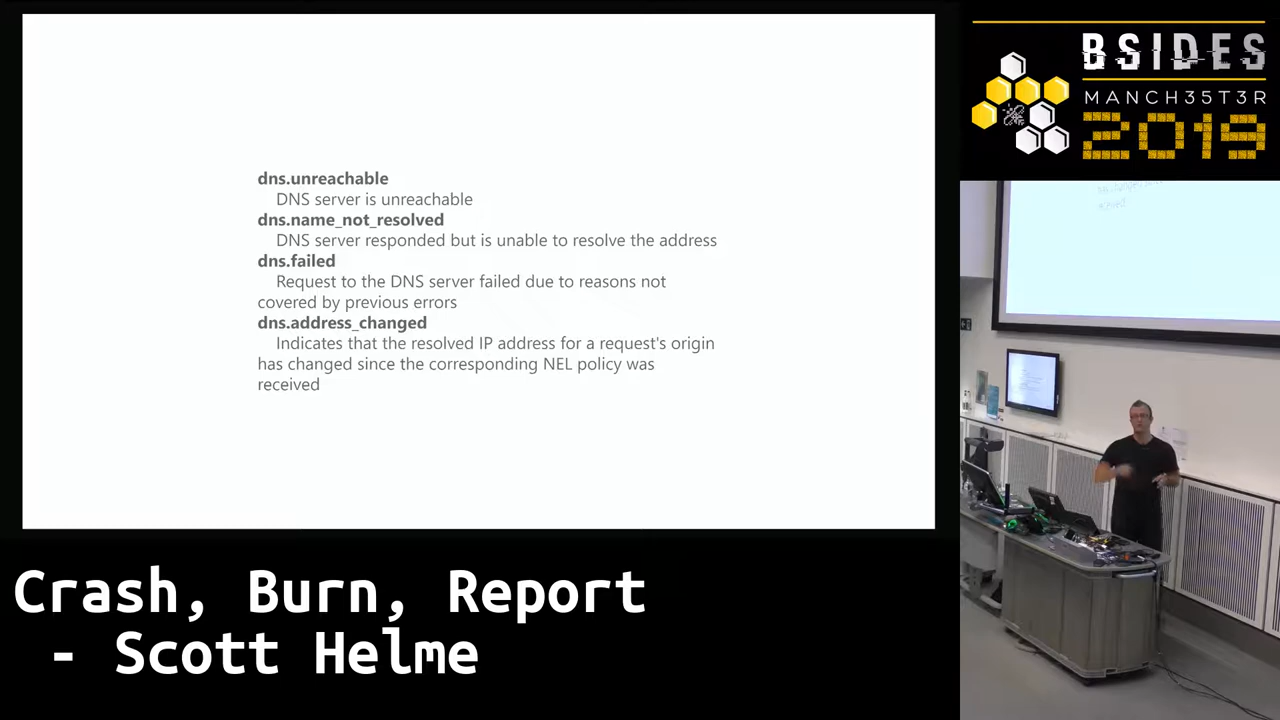 dns.unreachable
DNS server is unreachable
dns.name_not_resolved
DNS server responded but is unable to resolve the address
dns.failed
Request to the DNS server failed due to reasons not
covered by previous errors
dns.address_changed
Indicates that the resolved IP address for a request's origin
has changed since the corresponding NEL policy was
received
BSIDES
MANCH35T3R
2019
received
Crash, Burn, Report
- Scott Helme